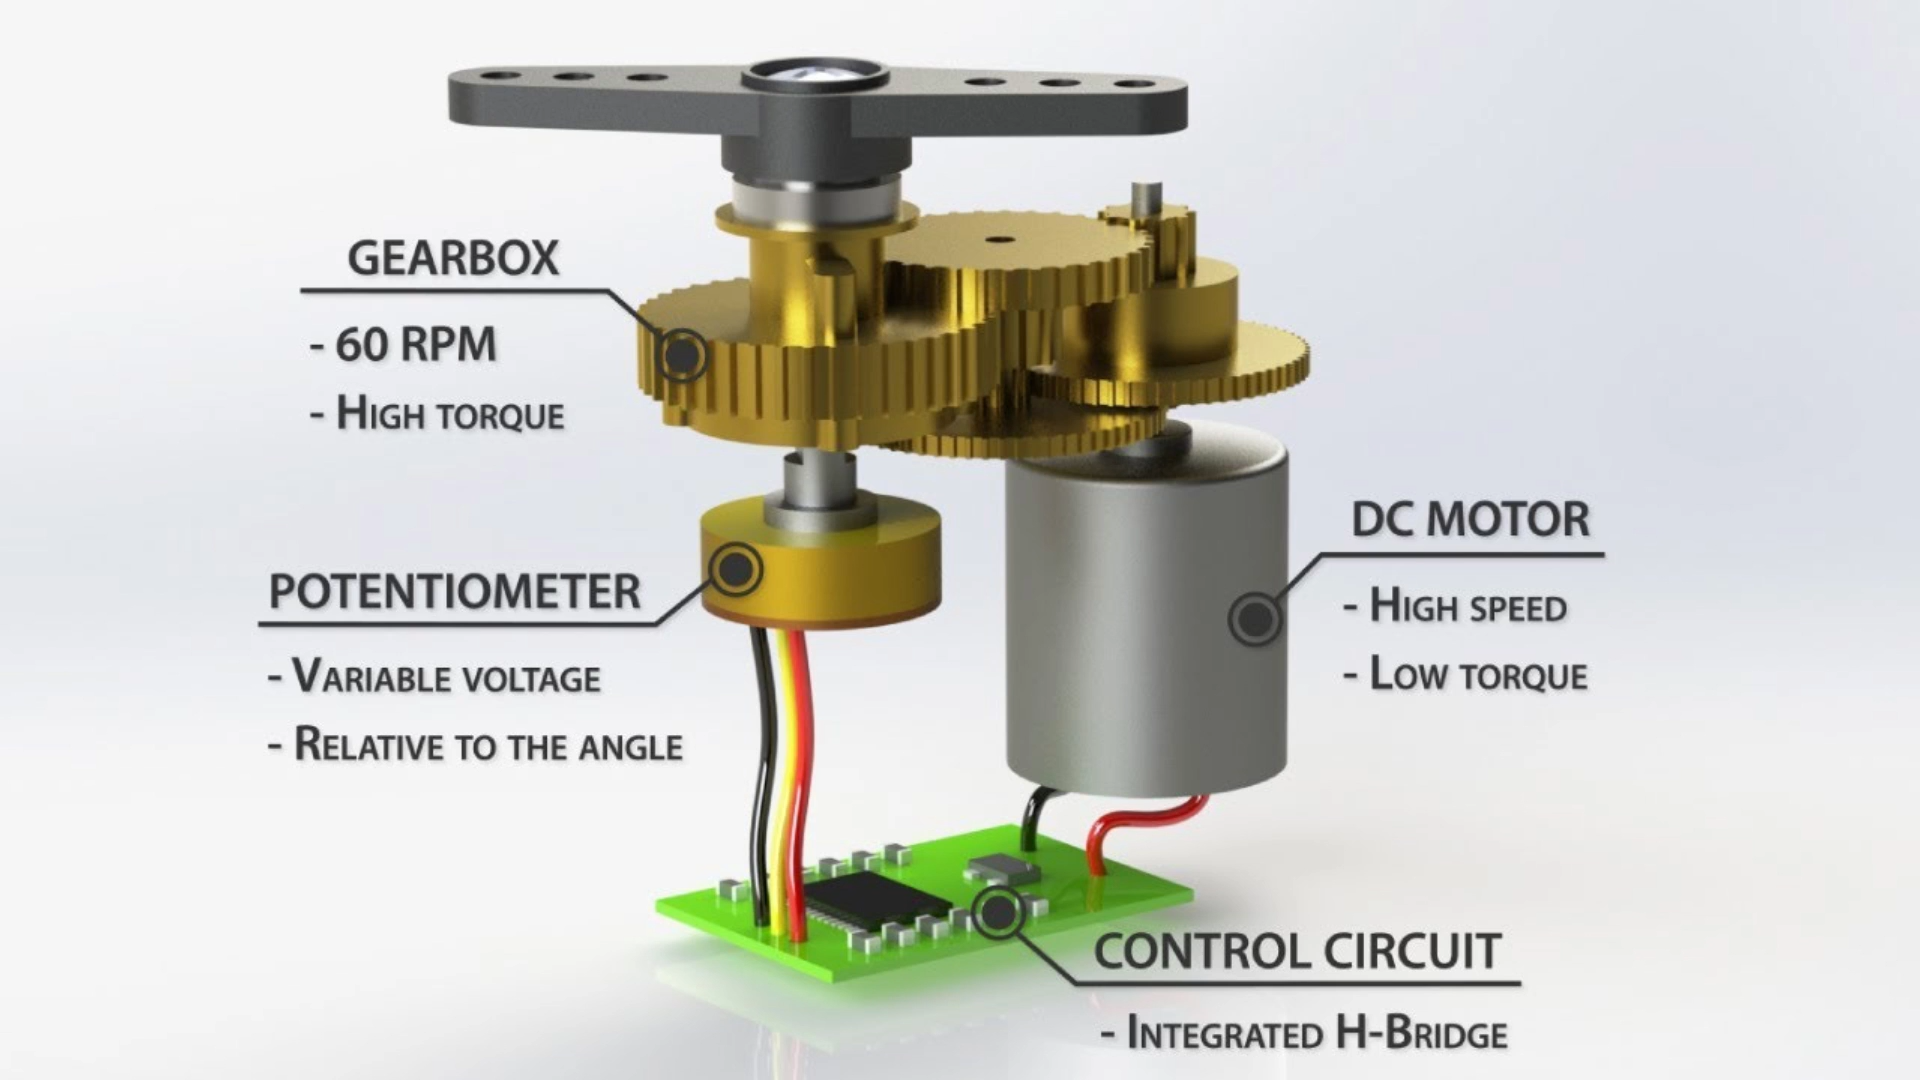 GEARBOX
- 60 RPM
- HIGH TORQUE
POTENTIOMETER
- VARIABLE VOLTAGE
- RELATIVE TO THE ANGLE
DC MOTOR
- HIGH SPEED
- LOW TORQUE
CONTROL CIRCUIT
- INTEGRATED H-BRIDGE